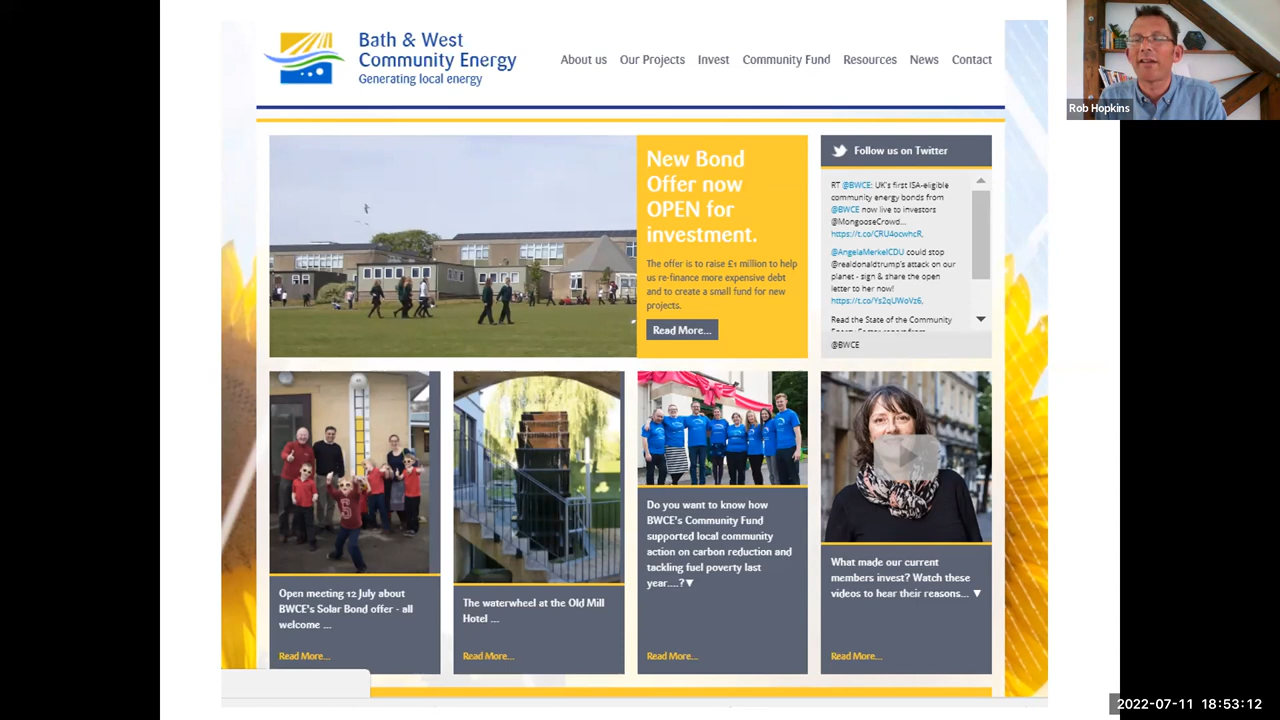 Bath & West
Community Energy
Generating local energy
About us Our Projects Invest Community Fund Resources News Contact
New Bond
Offer now
OPEN for
investment.
The offer is to raise £1 million to help
us re-finance more expensive debt
and to create a small fund for new
projects.
Read More...
Follow us on Twitter
RT @BWCE: UK's first ISA-eligible
community energy bonds from
@BWCE now live to investors
@MongooseCrowd...
https://t.co/CRU4ocwhcR,
@AngelaMerkelCDU could stop
@realdonaldtrump's attack on our
planet - sign & share the open
letter to her now!
https://t.co/Ys2qUWoVz6,
Read the State of the Community
@BWCE
Open meeting 12 July about
BWCE's Solar Bond offer - all
welcome ...
Read More...
The waterwheel at the Old Mill
Hotel ...
Read More...
Do you want to know how
BWCE's Community Fund
supported local community
action on carbon reduction and
tackling fuel poverty last
year....?▼
Read More...
What made our current
members invest? Watch these
videos to hear their reasons... ▼
Read More...
Rob Hopkins
2022-07-11 18:53:12